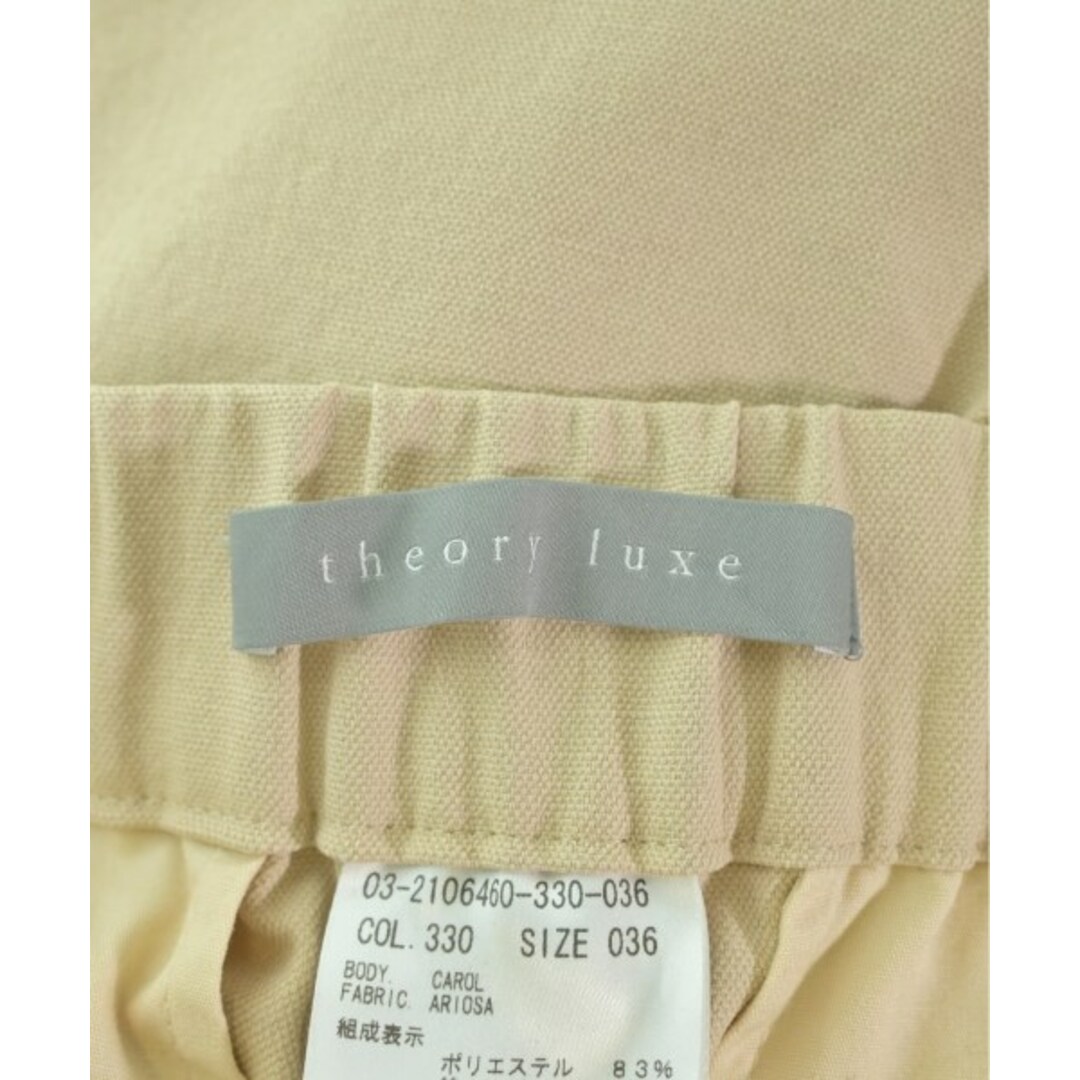 theory luxe
03-2106460-330-036
COL. 330 SIZE 036
BODY. CAROL
FABRIC. ARIOSA
組成表示
ポリエステル 83%